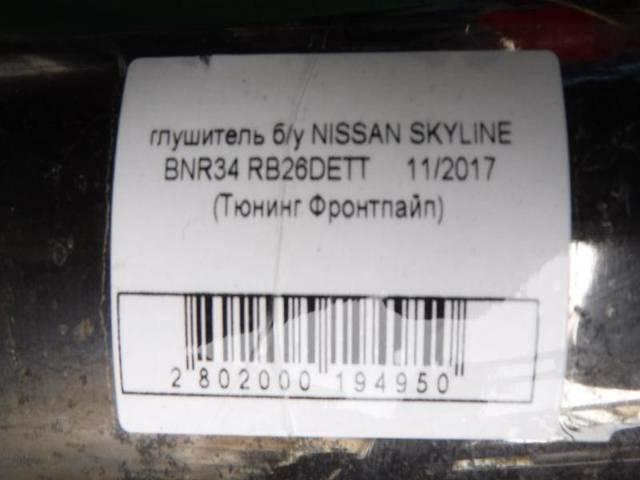 глушитель б/у NISSAN SKYLINE
BNR34 RB26DETT 11/2017
(Тюнинг Фронтпайп)
2 802000 194950